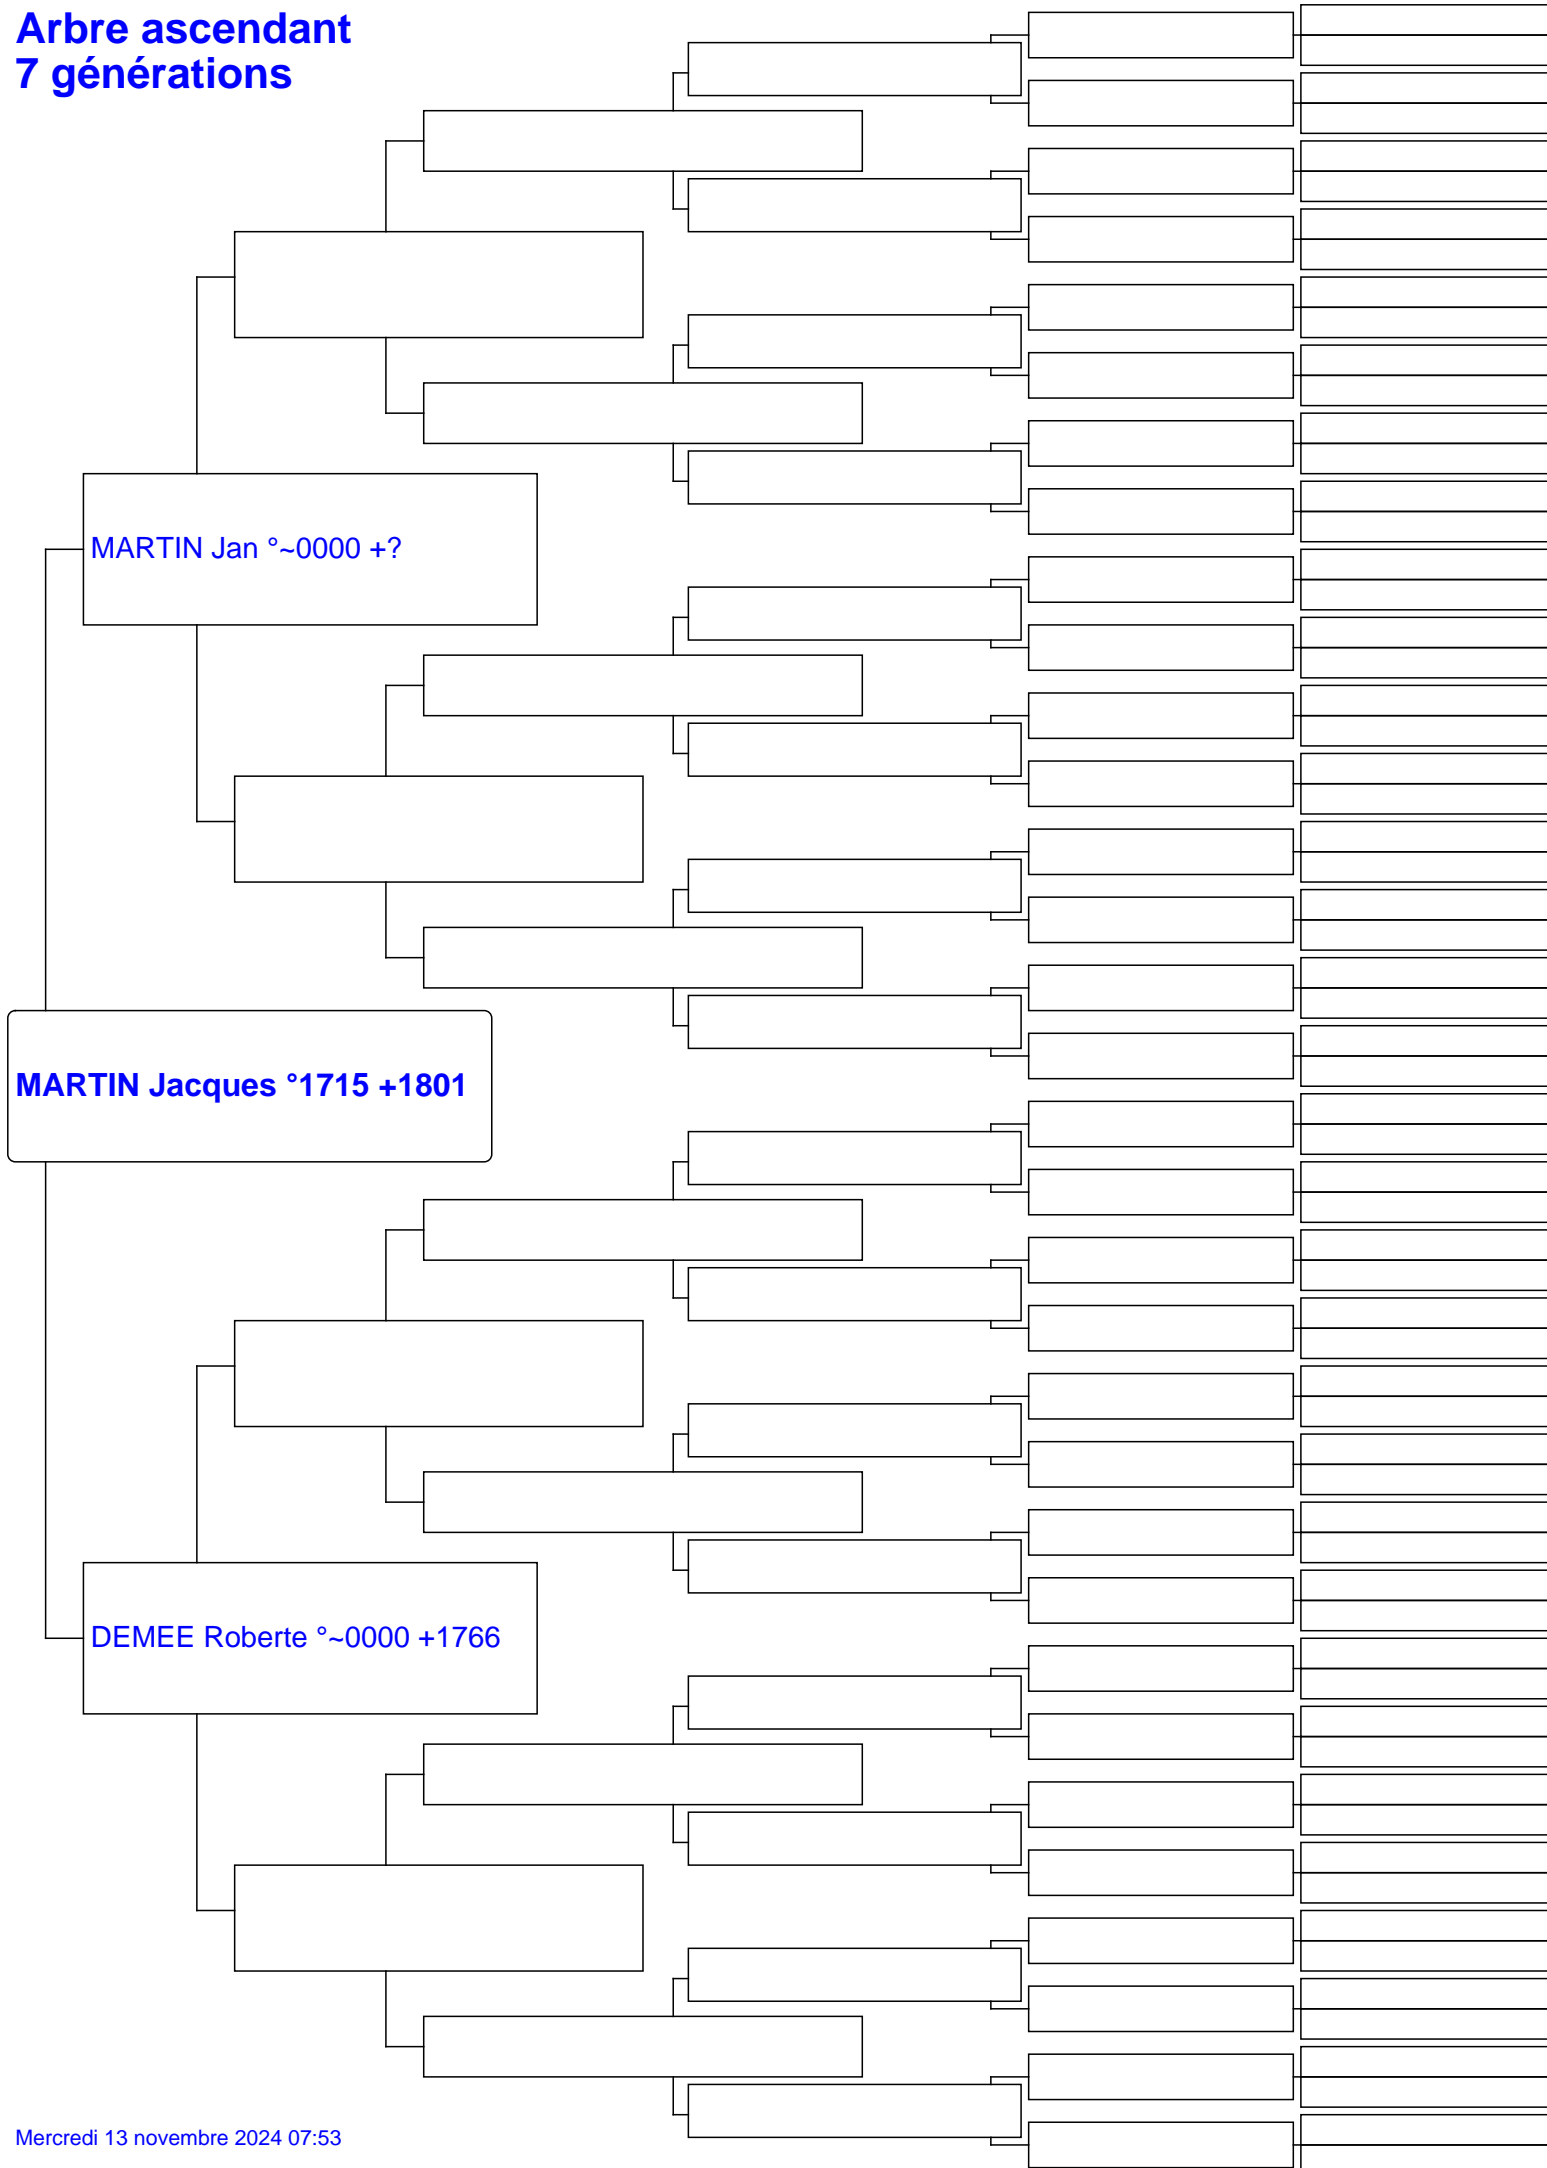 Arbre ascendant
7 générations
MARTIN Jan °~0000 +?
MARTIN Jacques °1715 +1801
DEMEE Roberte °~0000 +1766
Mercredi 13 novembre 2024 07:53